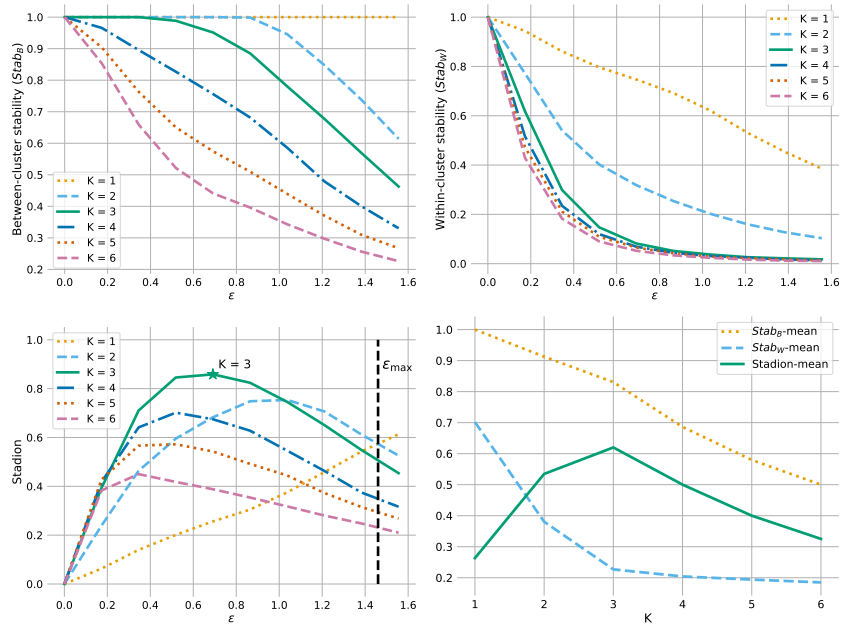 1.0
0.9
0.8
0.7
0.6
0.5
0.4
0.3
0.2
Between-cluster stability (Stab_B)
K = 1
K = 2
K = 3
K = 4
K = 5
K = 6
0.0 0.2 0.4 0.6 0.8 1.0 1.2 1.4 1.6
ε
1.0
0.8
0.6
0.4
0.2
0.0
Within-cluster stability (Stab_W)
K = 1
K = 2
K = 3
K = 4
K = 5
K = 6
0.0 0.2 0.4 0.6 0.8 1.0 1.2 1.4 1.6
ε
1.0
0.8
0.6
0.4
0.2
0.0
Stadion
K = 1
K = 2
K = 3
K = 4
K = 5
K = 6
K = 3
ε_max
0.0 0.2 0.4 0.6 0.8 1.0 1.2 1.4 1.6
ε
1.0
0.9
0.8
0.7
0.6
0.5
0.4
0.3
0.2
Stab_B-mean
Stab_W-mean
Stadion-mean
1 2 3 4 5 6
K